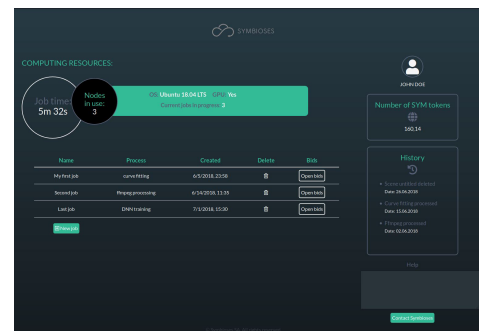 SYMBIOSES
COMPUTING RESOURCES:
Job time:
5m 32s
Nodes
in use:
3
OS: Ubuntu 18.04 LTS GPU: Yes
Current jobs in progress: 3
JOHN DOE
Number of SYM tokens
160,14
Name Process Created Delete Bids
My first job curve fitting 6/5/2018, 23:58 Open bids
Second job ffmpeg processing 6/14/2018, 11:35 Open bids
Last job DNN training 7/1/2018, 15:30 Open bids
New job
History
Date: 26.06.2018
Curve fitting processed
Date: 15.06.2018
Ffmpeg processed
Date: 02.06.2018
Help
Contact Symbioses